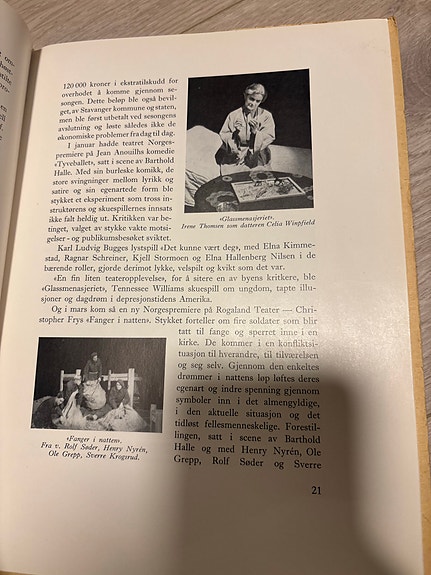 120 000 kroner i ekstratilskudd for
overhodet å komme gjennom se-
songen. Dette beløp ble også bevil-
get, av Stavanger kommune og staten,
men ble først utbetalt ved sesongens
avslutning og løste således ikke de
økonomiske problemer fra dag til dag.
I januar hadde teatret Norges-
premiere på Jean Anouilhs komedie
«Tyveballet», satt i scene av Barthold
Halle. Med sin burleske komikk, de
store svingninger mellom lyrikk og
satire og sin egenartede form ble
stykket et eksperiment som tross in-
struktørens og skuespillernes innsats
ikke falt heldig ut. Kritikken var be-
tinget, valget av stykke vakte motsi-
gelser - og publikumsbesøket sviktet.
«Glassmenasjeriet».
Irene Thomsen som datteren Celia Winpfield
Karl Ludvig Bugges lystspill «Det kunne vært deg», med Elna Kimme-
stad, Ragnar Schreiner, Kjell Stormoen og Elna Hallenberg Nilsen i de
bærende roller, gjorde derimot lykke, velspilt og kvikt som det var.
«En fin liten teateropplevelse», for å sitere en av byens kritikere, ble
«Glassmenasjeriet», Tennessee Williams skuespill om ungdom, tapte illu-
sjoner og dagdrøm i depresjonstidens Amerika.
Og i mars kom så en ny Norgespremiere på Rogaland Teater — Chri-
stopher Frys «Fanger i natten». Stykket forteller om fire soldater som blir
tatt til fange og sperret inne i en
kirke. De kommer i en konfliktsi-
tuasjon til hverandre, til tilværelsen
og seg selv. Gjennom den enkeltes
drømmer i nattens løp løftes deres
egenart og indre spenning gjennom
symboler inn i det almengyldige,
i den aktuelle situasjon og det
tidløst fellesmenneskelige. Forestil-
lingen, satt i scene av Barthold
Halle og med Henry Nyrén, Ole
Grepp, Rolf Søder og Sverre
«Fanger i natten».
Fra v. Rolf Søder, Henry Nyrén,
Ole Grepp, Sverre Krogsrud.
21